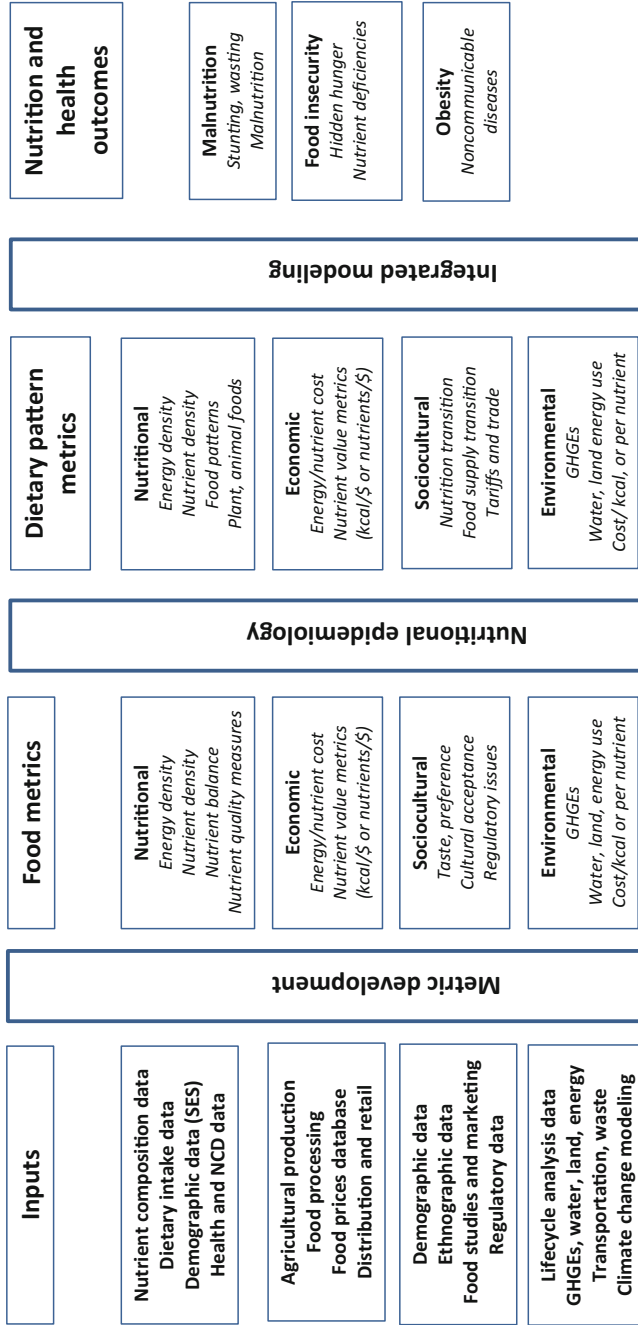 Inputs
Nutrient composition data
Dietary intake data
Demographic data (SES)
Health and NCD data
Agricultural production
Food processing
Food prices database
Distribution and retail
Demographic data
Ethnographic data
Food studies and marketing
Regulatory data
Lifecycle analysis data
GHGEs, water, land, energy
Transportation, waste
Climate change modeling
Metric development
Food metrics
Nutritional
Energy density
Nutrient density
Nutrient balance
Nutrient quality measures
Economic
Energy/nutrient cost
Nutrient value metrics
(kcal/$ or nutrients/$)
Sociocultural
Taste, preference
Cultural acceptance
Regulatory issues
Environmental
GHGEs
Water, land, energy use
Cost/kcal or per nutrient
Nutritional epidemiology
Dietary pattern
metrics
Nutritional
Energy density
Nutrient density
Food patterns
Plant, animal foods
Economic
Energy/nutrient cost
Nutrient value metrics
(kcal/$ or nutrients/$)
Sociocultural
Nutrition transition
Food supply transition
Tariffs and trade
Environmental
GHGEs
Water, land energy use
Cost/ kcal, or per nutrient
Integrated modeling
Nutrition and
health
outcomes
Malnutrition
Stunting, wasting
Malnutrition
Food insecurity
Hidden hunger
Nutrient deficiencies
Obesity
Noncommunicable
diseases